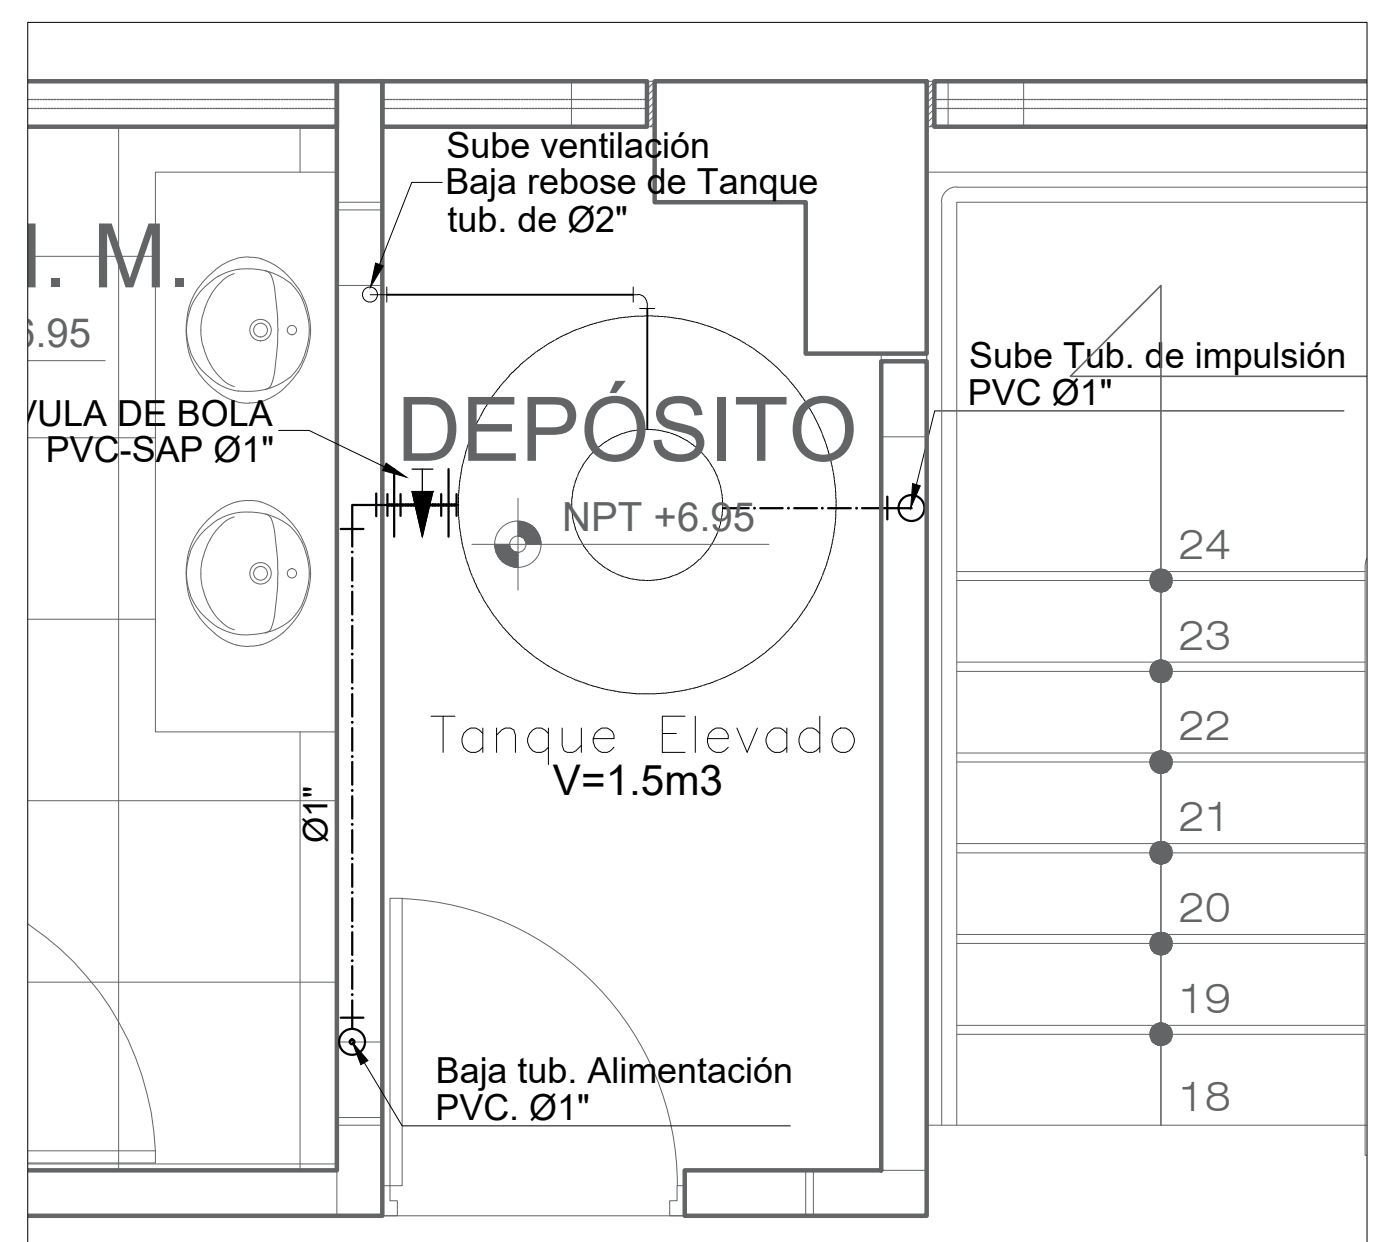 Sube ventilación
Baja rebose de Tanque
tub. de Ø2"
M.
6.95
Sube Tub. de impulsión
PVC Ø1"
VULA DE BOLA
PVC-SAP Ø1"
DEPÓSITO
NPT +6.95
24
23
22
21
20
19
18
Tanque Elevado
V=1.5m3
Ø1"
Baja tub. Alimentación
PVC. Ø1"